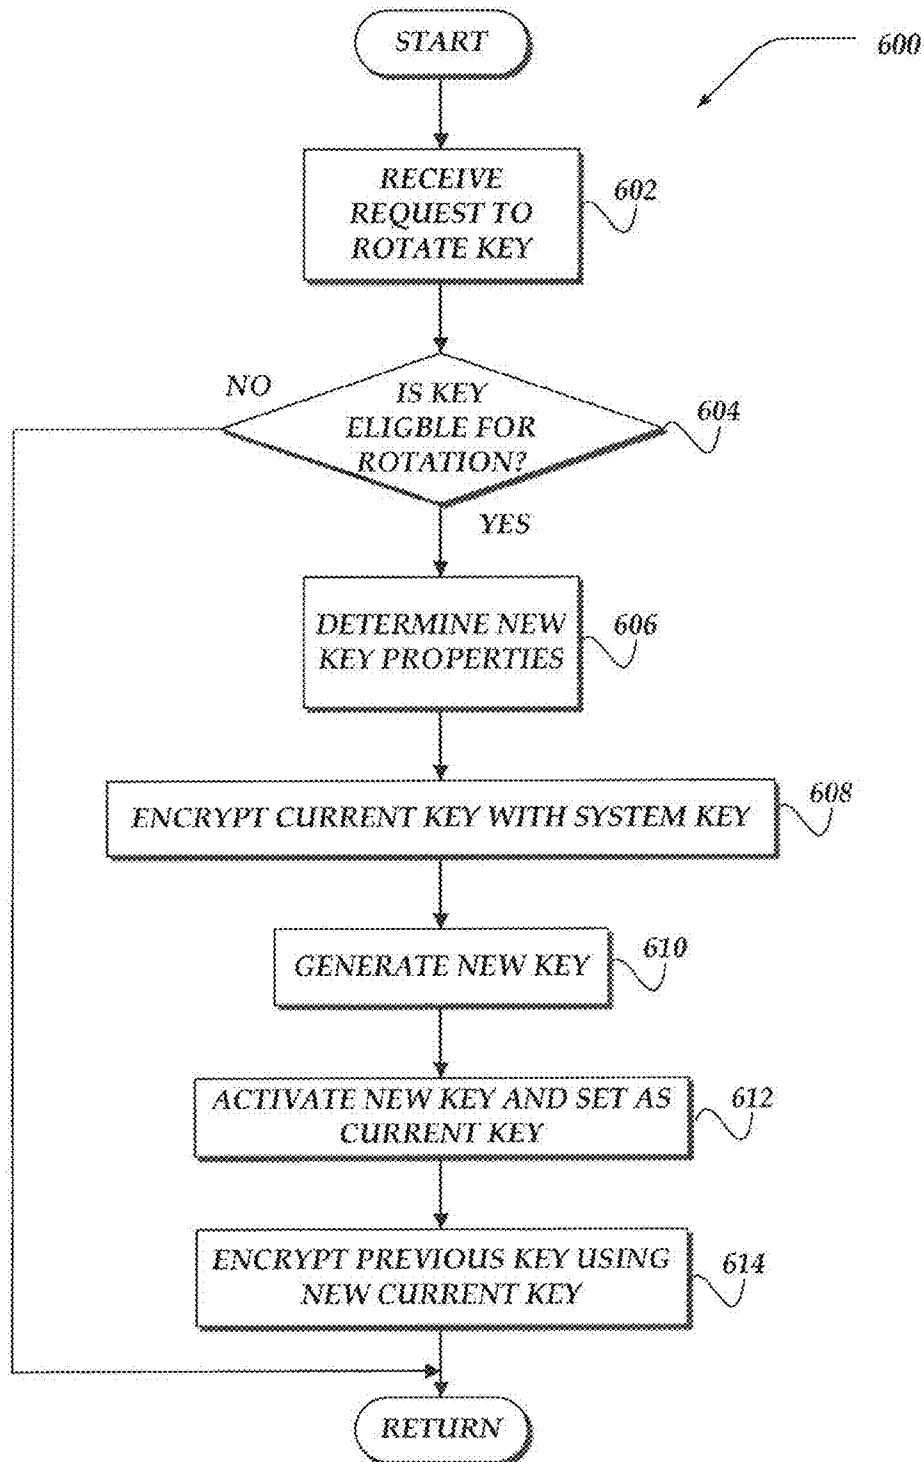 START
600
RECEIVE
REQUEST TO
ROTATE KEY
602
NO
IS KEY
ELIGBLE FOR
ROTATION?
604
YES
DETERMINE NEW
KEY PROPERTIES
606
ENCRYPT CURRENT KEY WITH SYSTEM KEY
608
GENERATE NEW KEY
610
ACTIVATE NEW KEY AND SET AS
CURRENT KEY
612
ENCRYPT PREVIOUS KEY USING
NEW CURRENT KEY
614
RETURN